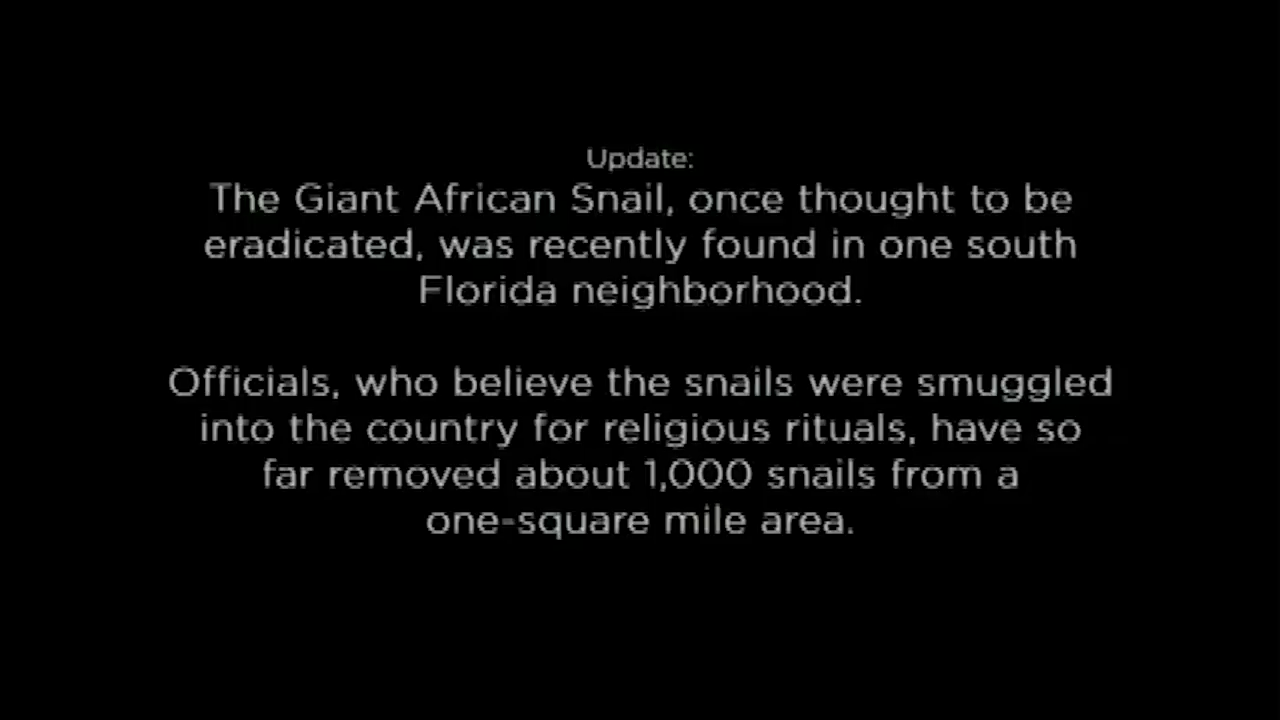 Update:
The Giant African Snail, once thought to be
eradicated, was recently found in one south
Florida neighborhood.
Officials, who believe the snails were smuggled
into the country for religious rituals, have so
far removed about 1,000 snails from a
one-square mile area.